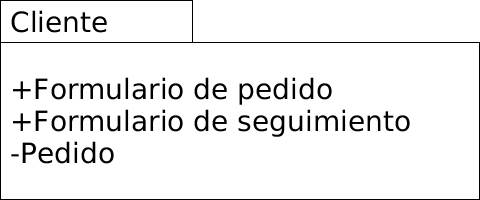 Cliente
+Formulario de pedido
+Formulario de seguimiento
-Pedido